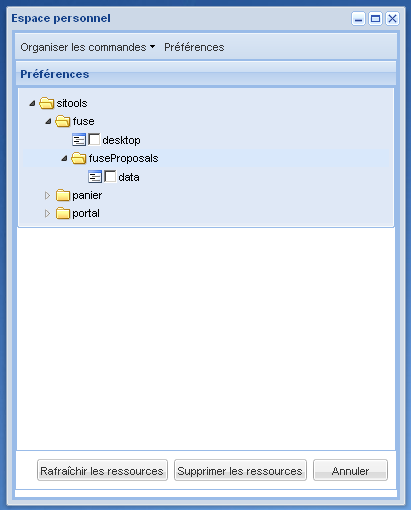 Espace personnel
Organiser les commandes Préférences
Préférences
sitools
fuse
desktop
fuseProposals
data
panier
portal
Rafraîchir les ressources Supprimer les ressources Annuler